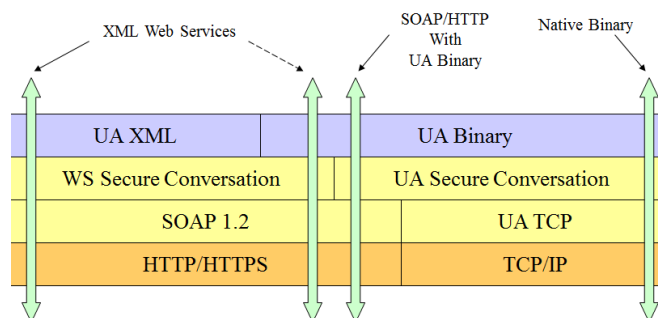 XML Web Services
SOAP/HTTP
With
UA Binary
Native Binary
UA XML
UA Binary
WS Secure Conversation
UA Secure Conversation
SOAP 1.2
UA TCP
HTTP/HTTPS
TCP/IP